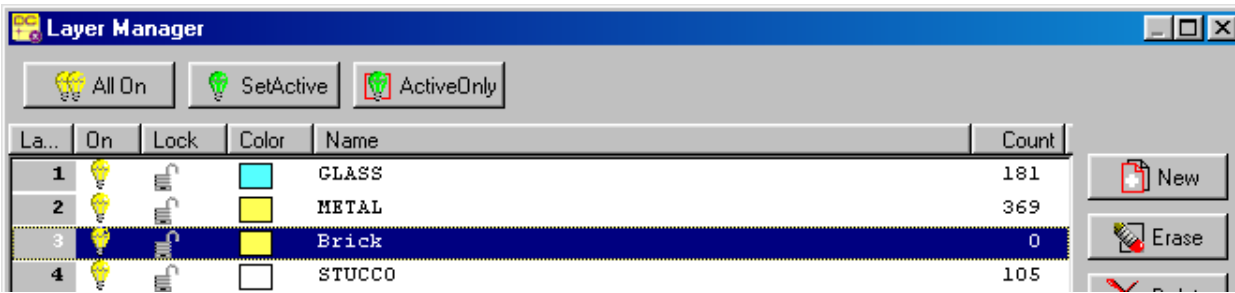 Layer Manager
All On SetActive ActiveOnly
La... On Lock Color Name Count
1 GLASS 181
New
2 METAL 369
3 Brick 0
Erase
4 STUCCO 105